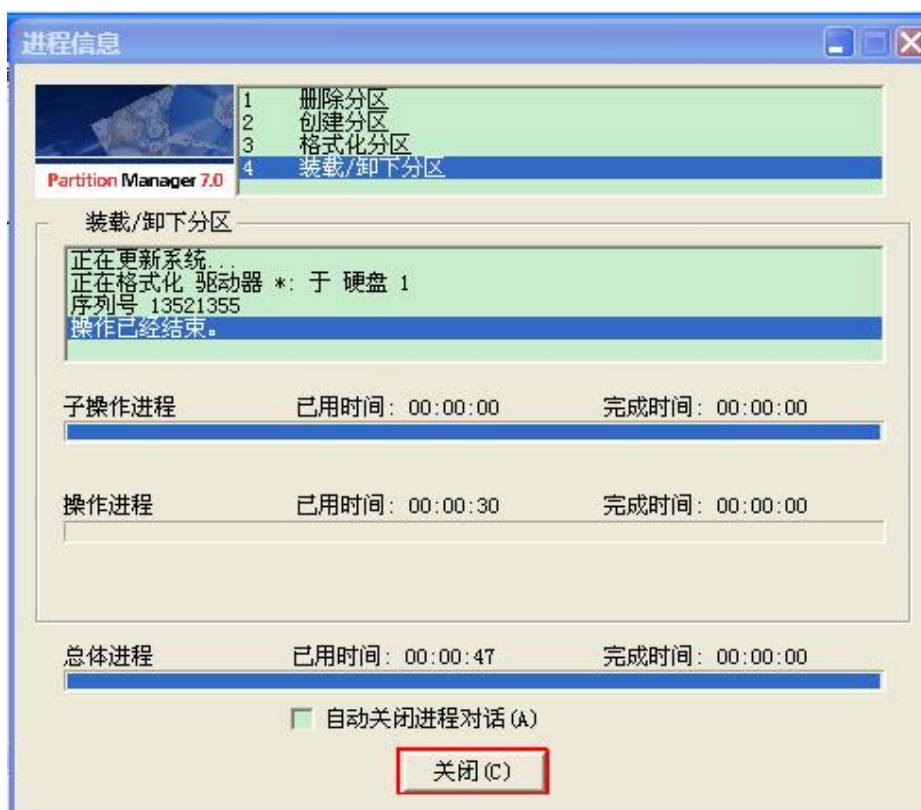 进程信息
1 删除分区
2 创建分区
3 格式化分区
4 装载/卸下分区
Partition Manager 7.0
装载/卸下分区
正在更新系统...
正在格式化 驱动器 *: 于 硬盘 1
序列号 13521355
操作已经结束。
子操作进程 已用时间: 00:00:00 完成时间: 00:00:00
操作进程 已用时间: 00:00:30 完成时间: 00:00:00
总体进程 已用时间: 00:00:47 完成时间: 00:00:00
自动关闭进程对话(A)
关闭(C)